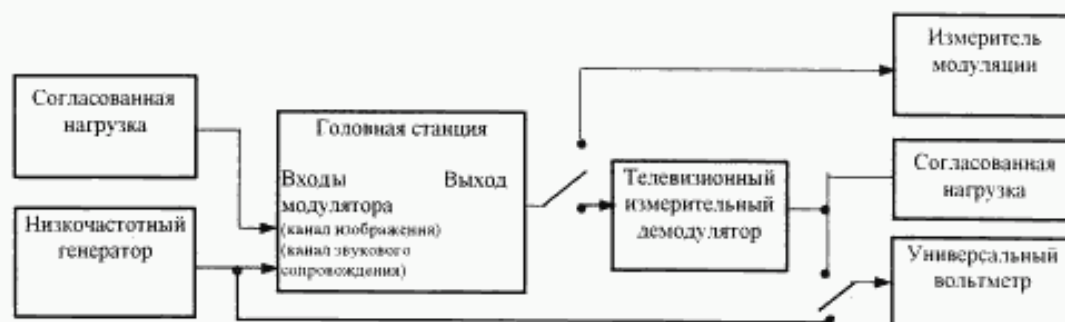 Согласованная
нагрузка
Низкочастотный
генератор
Головная станция
Входы Выход
модулятора
(канал изображения)
(канал звукового
сопровождения)
Телевизионный
измерительный
демодулятор
Измеритель
модуляции
Согласованная
нагрузка
Универсальный
вольтметр